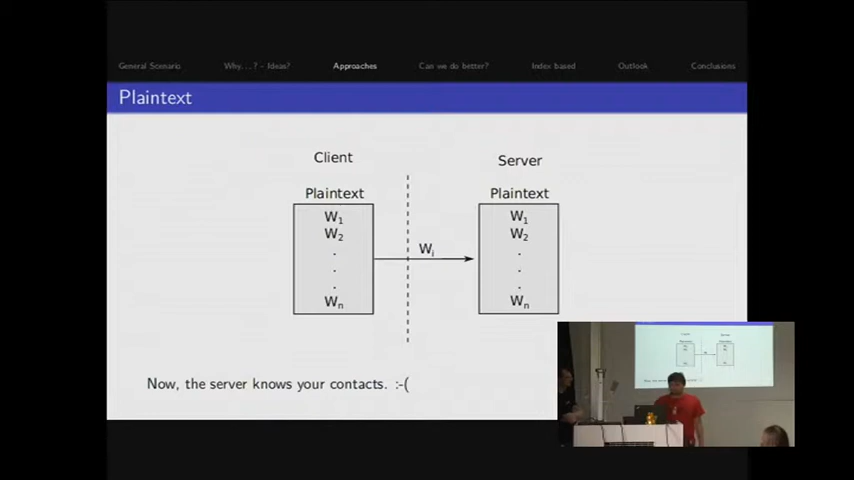 General Scenario Why...? - Ideas? Approaches Can we do better? Index based Outlook Conclusions
Plaintext
Client Server
Plaintext Plaintext
W₁ W₁
W₂ W₂
. .
Wᵢ
. .
. .
Wₙ Wₙ
Now, the server knows your contacts. :-(